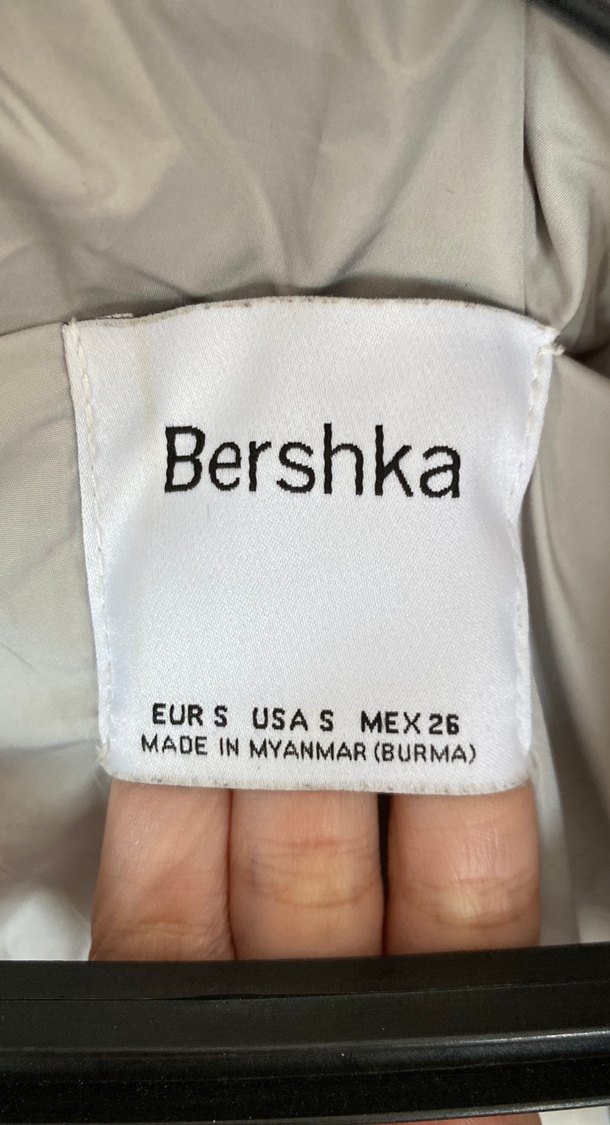 Bershka
EUR S USA S MEX 26
MADE IN MYANMAR (BURMA)